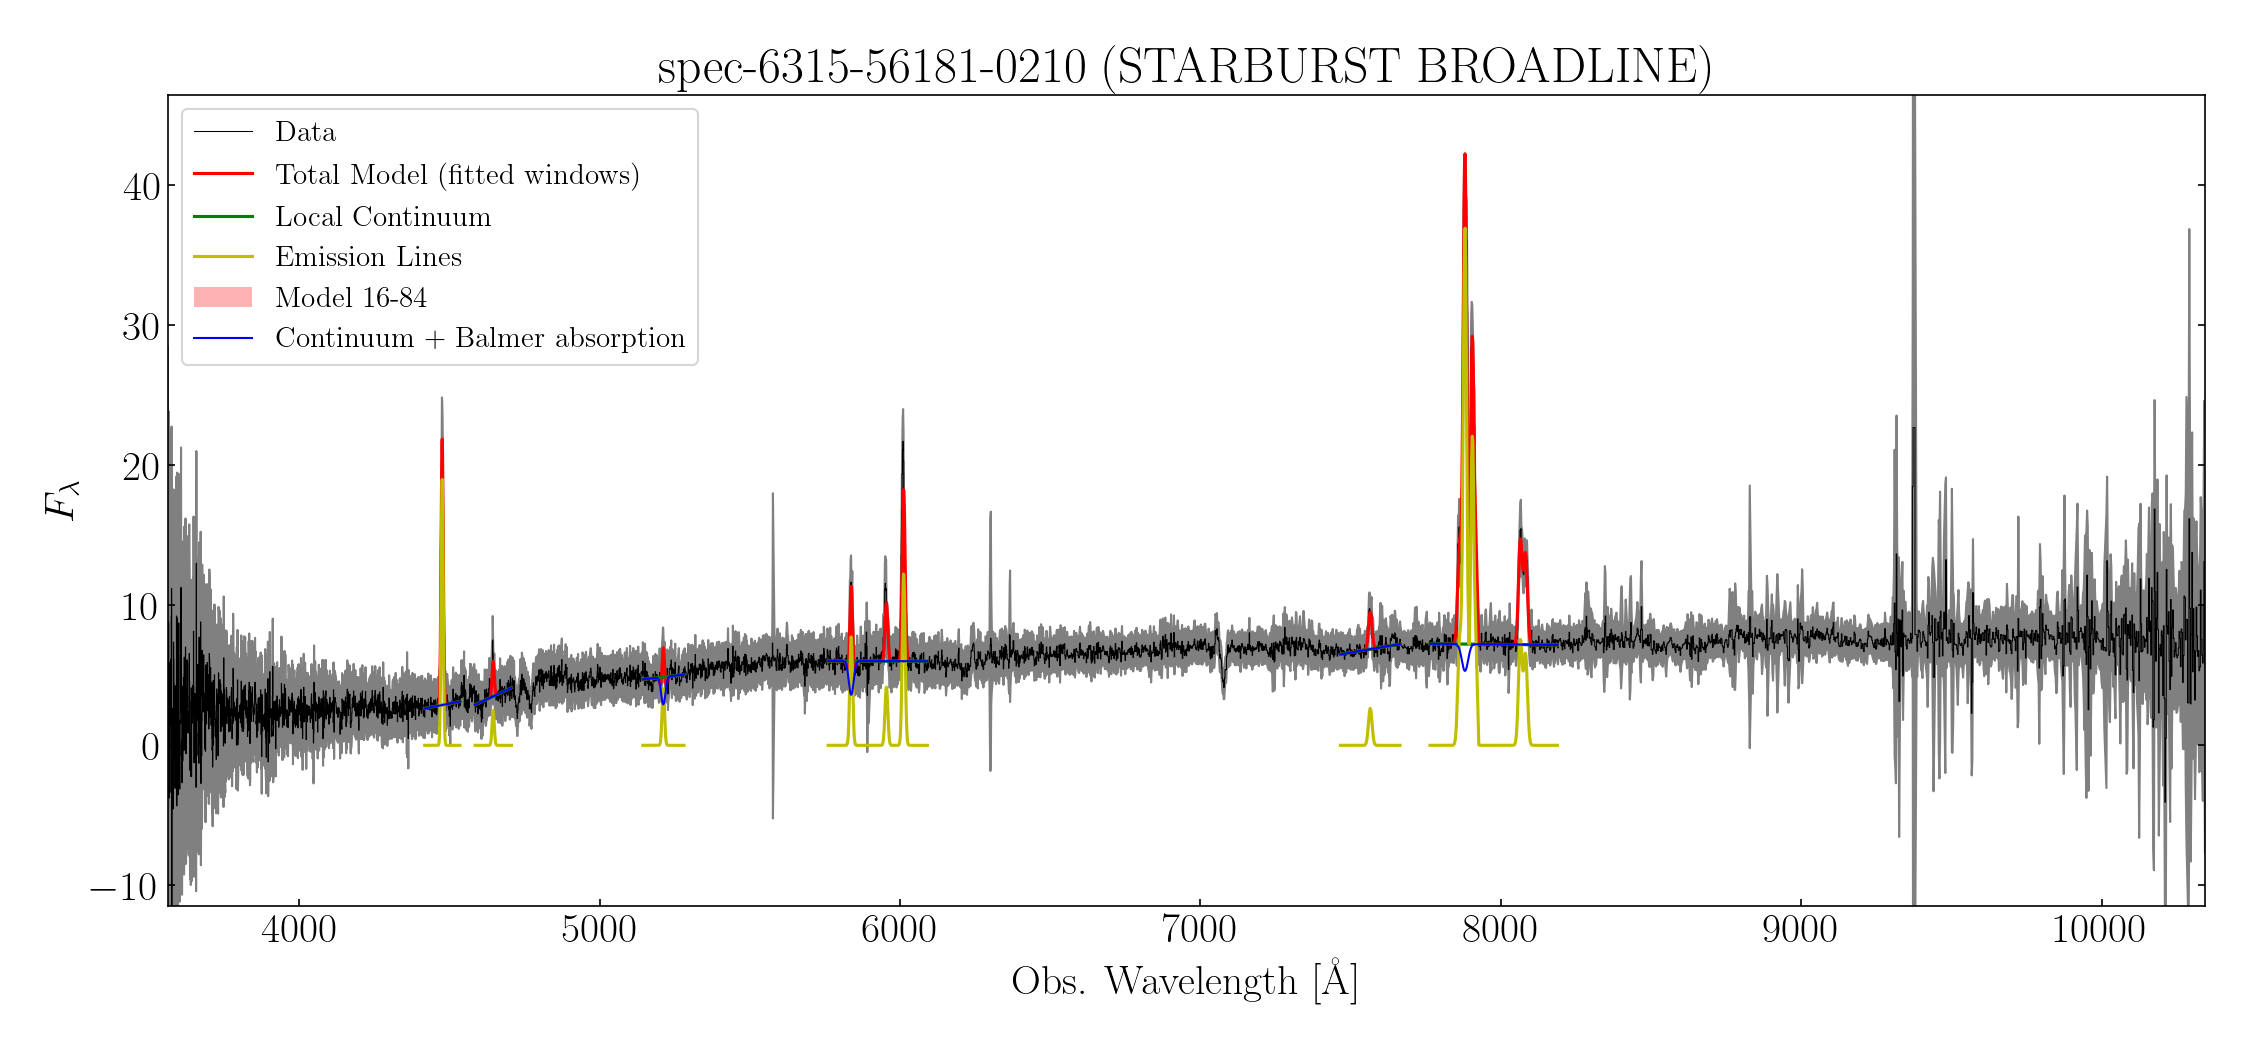 spec-6315-56181-0210 (STARBURST BROADLINE)
Data
Total Model (fitted windows)
Local Continuum
Emission Lines
Model 16-84
Continuum + Balmer absorption
40
30
20
10
0
−10
F_λ
4000 5000 6000 7000 8000 9000 10000
Obs. Wavelength [Å]